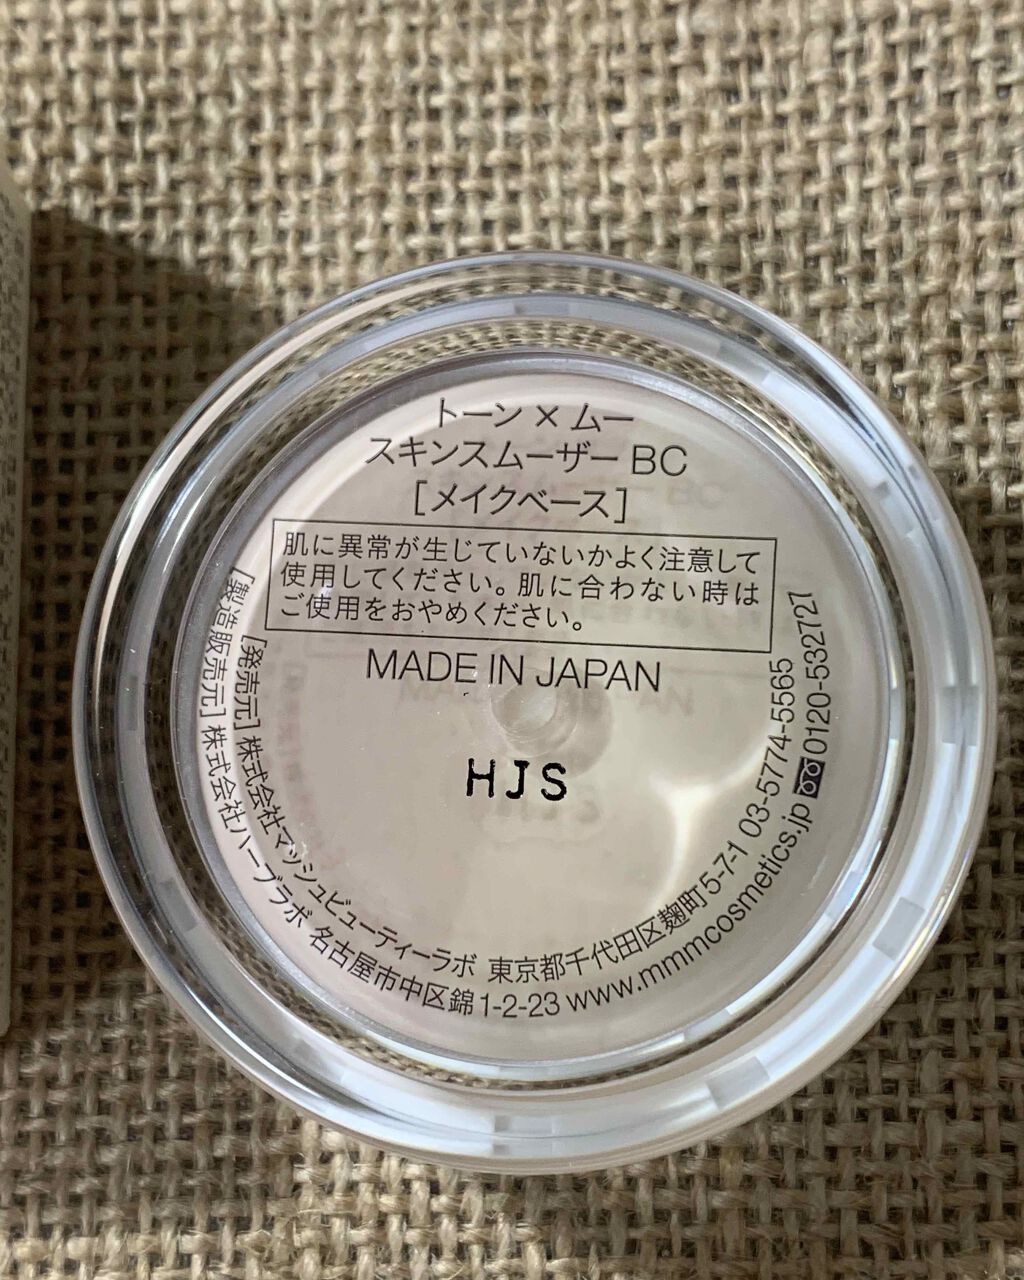 トーン×ムー
スキンスムーザー BC
[メイクベース]
肌に異常が生じていないかよく注意して
使用してください。肌に合わない時は
ご使用をおやめください。
MADE IN JAPAN
HJS
[発売元] 株式会社マッシュビューティーラボ 東京都千代田区麹町5-7-1 03-5774-5565
[製造販売元] 株式会社ハーブラボ 名古屋市中区錦1-2-23 www.mmmcosmetics.jp 0120-532727